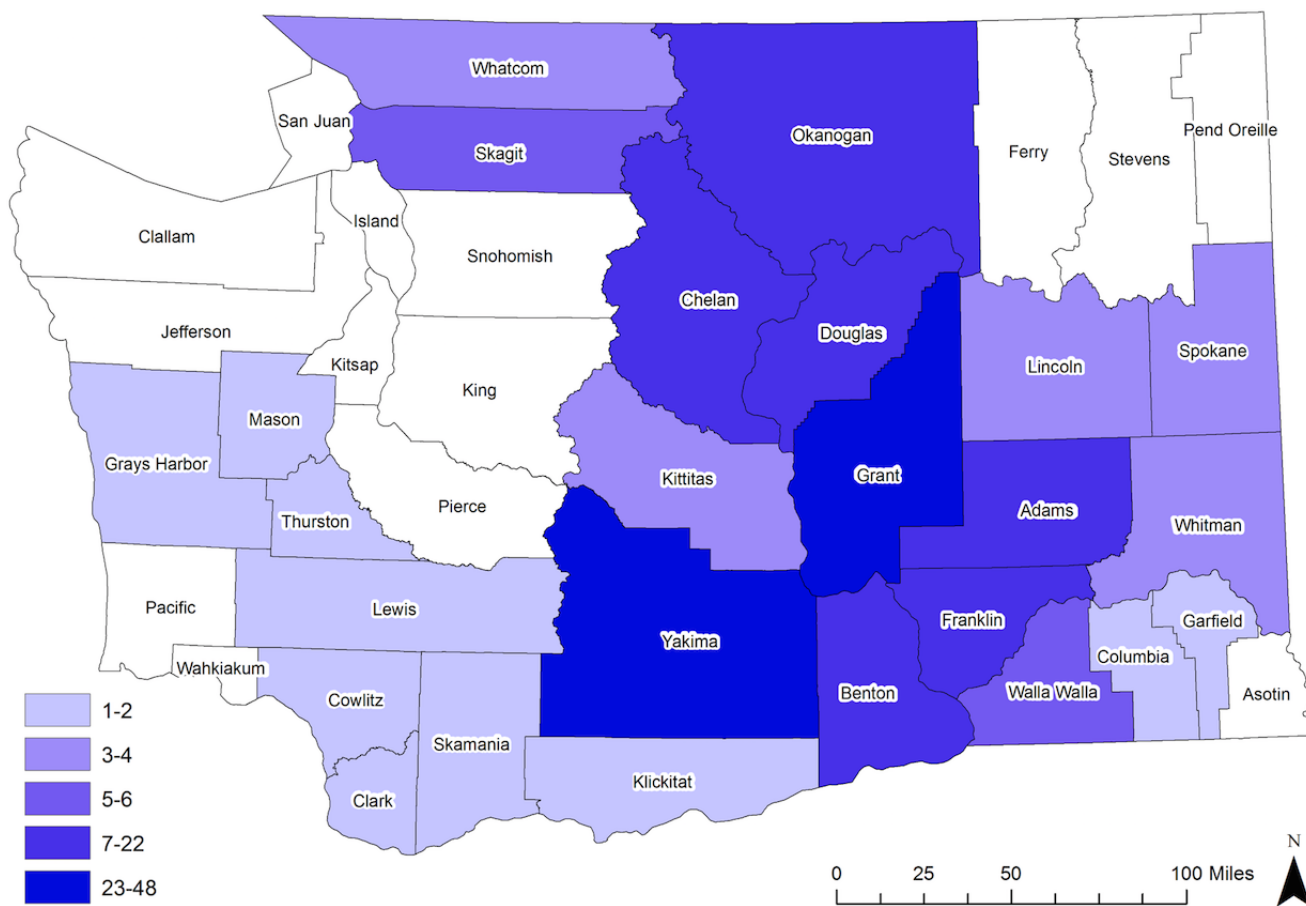 Whatcom
San Juan
Skagit
Okanogan
Ferry
Stevens
Pend Oreille
Clallam
Island
Snohomish
Chelan
Jefferson
Kitsap
King
Douglas
Lincoln
Spokane
Mason
Grays Harbor
Thurston
Pierce
Kittitas
Grant
Adams
Whitman
Pacific
Lewis
Yakima
Franklin
Garfield
Wahkiakum
Cowlitz
Skamania
Benton
Walla Walla
Columbia
Asotin
Clark
Klickitat
1-2
3-4
5-6
7-22
23-48
0 25 50 100 Miles
N